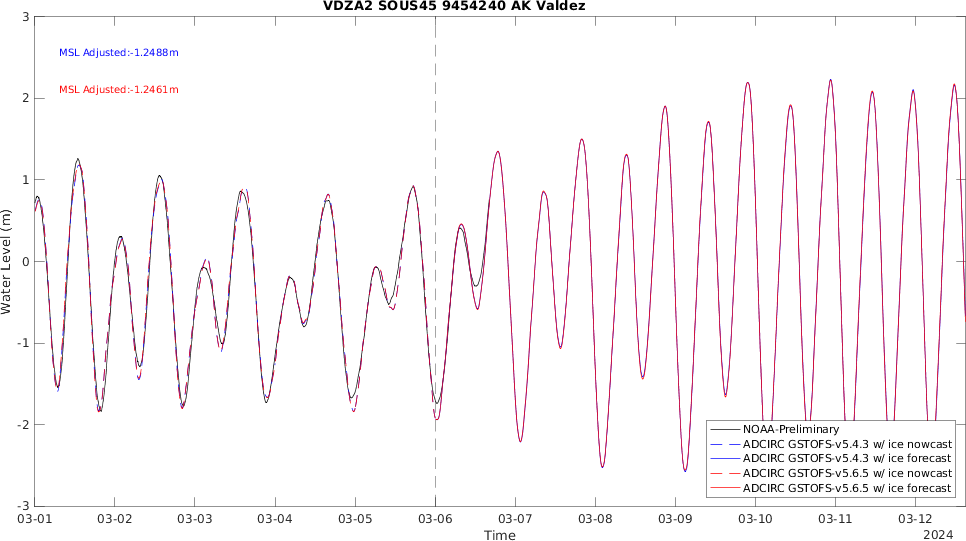 VDZA2 SOUS45 9454240 AK Valdez
MSL Adjusted:-1.2488m
MSL Adjusted:-1.2461m
Water Level (m)
3
2
1
0
-1
-2
-3
NOAA-Preliminary
ADCIRC GSTOFS-v5.4.3 w/ ice nowcast
ADCIRC GSTOFS-v5.4.3 w/ ice forecast
ADCIRC GSTOFS-v5.6.5 w/ ice nowcast
ADCIRC GSTOFS-v5.6.5 w/ ice forecast
03-01 03-02 03-03 03-04 03-05 03-06 03-07 03-08 03-09 03-10 03-11 03-12
Time
2024